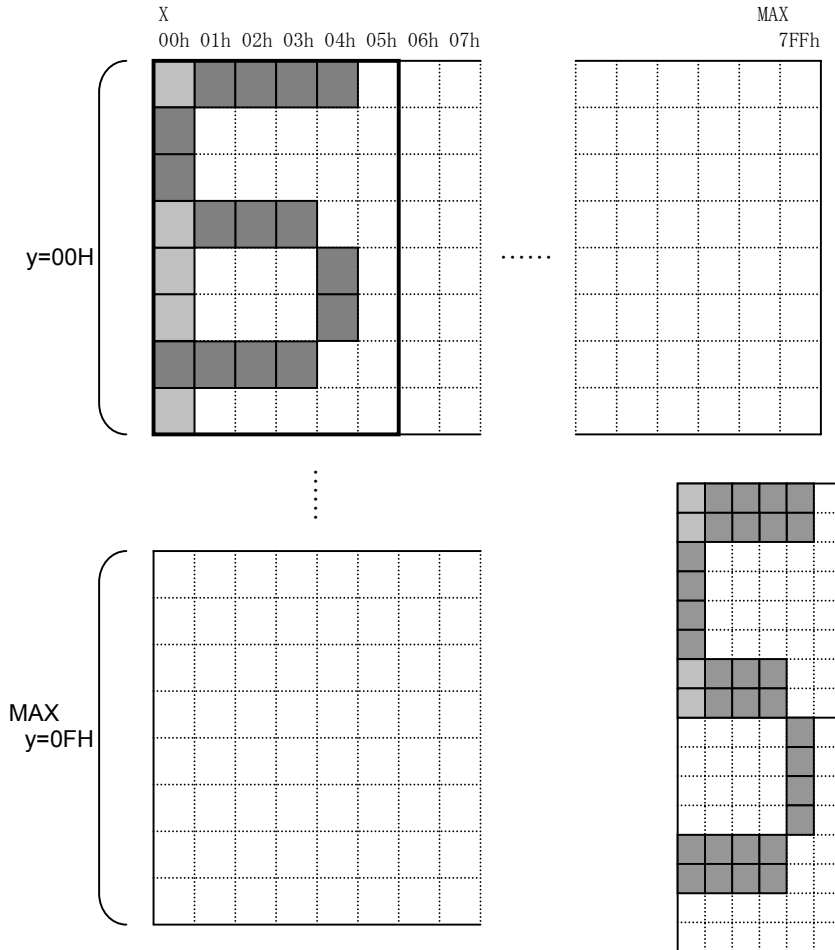 X
MAX
00h 01h 02h 03h 04h 05h 06h 07h
7FFh
y=00H
......
......
MAX
y=0FH